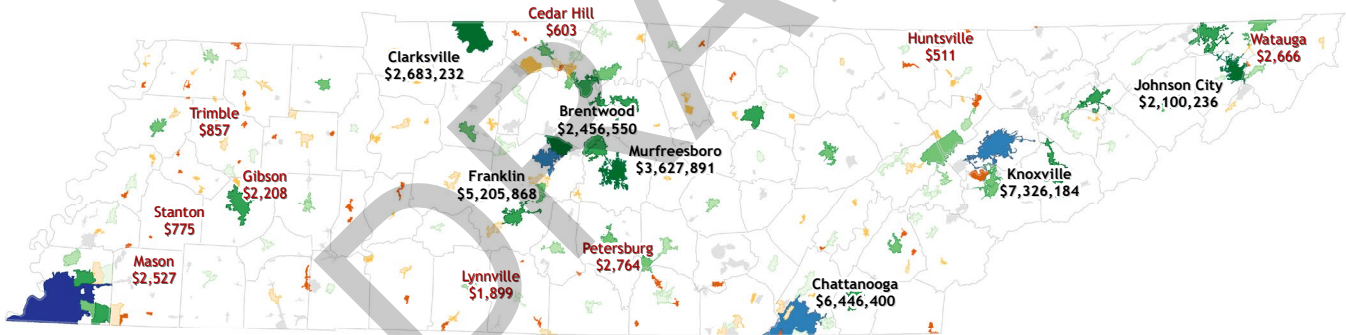 Cedar Hill
$603
Clarksville
$2,683,232
Huntsville
$511
Watauga
$2,666
Johnson City
$2,100,236
Trimble
$857
Brentwood
$2,456,550
Murfreesboro
$3,627,891
Gibson
$2,208
Franklin
$5,205,868
Knoxville
$7,326,184
Stanton
$775
Petersburg
$2,764
Mason
$2,527
Lynnville
$1,899
Chattanooga
$6,446,400
DRA